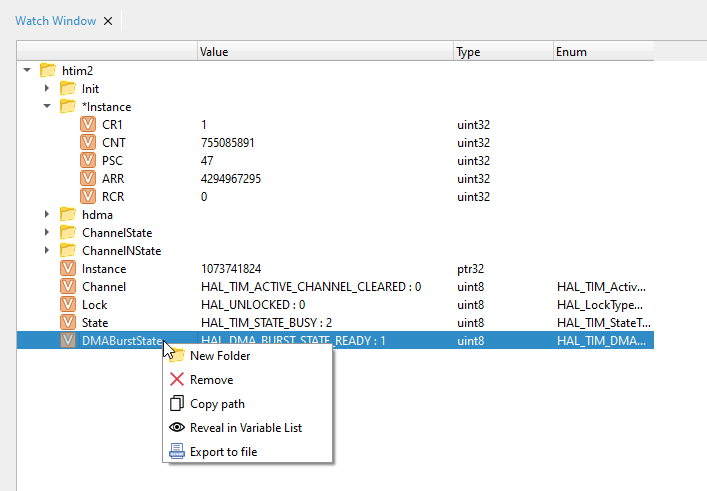 Watch Window
Value Type Enum
htim2
Init
*Instance
V CR1 1 uint32
V CNT 755085891 uint32
V PSC 47 uint32
V ARR 4294967295 uint32
V RCR 0 uint32
hdma
ChannelState
ChannelNState
V Instance 1073741824 ptr32
V Channel HAL_TIM_ACTIVE_CHANNEL_CLEARED : 0 uint8 HAL_TIM_Activ...
V Lock HAL_UNLOCKED : 0 uint8 HAL_LockType...
V State HAL_TIM_STATE_BUSY : 2 uint8 HAL_TIM_StateT...
V DMABurstState HAL_DMA_BURST_STATE_READY : 1 uint8 HAL_TIM_DMA...
New Folder
Remove
Copy path
Reveal in Variable List
Export to file